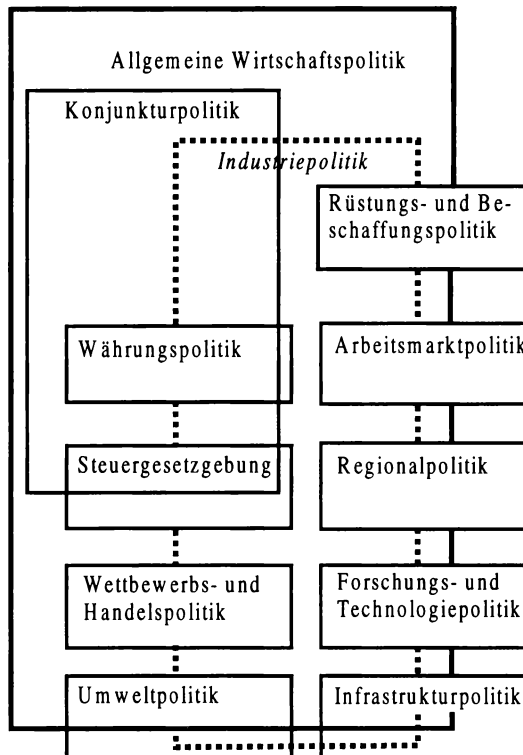 Allgemeine Wirtschaftspolitik
Konjunkturpolitik
Industriepolitik
Rüstungs- und Be-
schaffungspolitik
Währungspolitik
Arbeitsmarktpolitik
Steuergesetzgebung
Regionalpolitik
Wettbewerbs- und
Handelspolitik
Forschungs- und
Technologiepolitik
Umweltpolitik
Infrastrukturpolitik